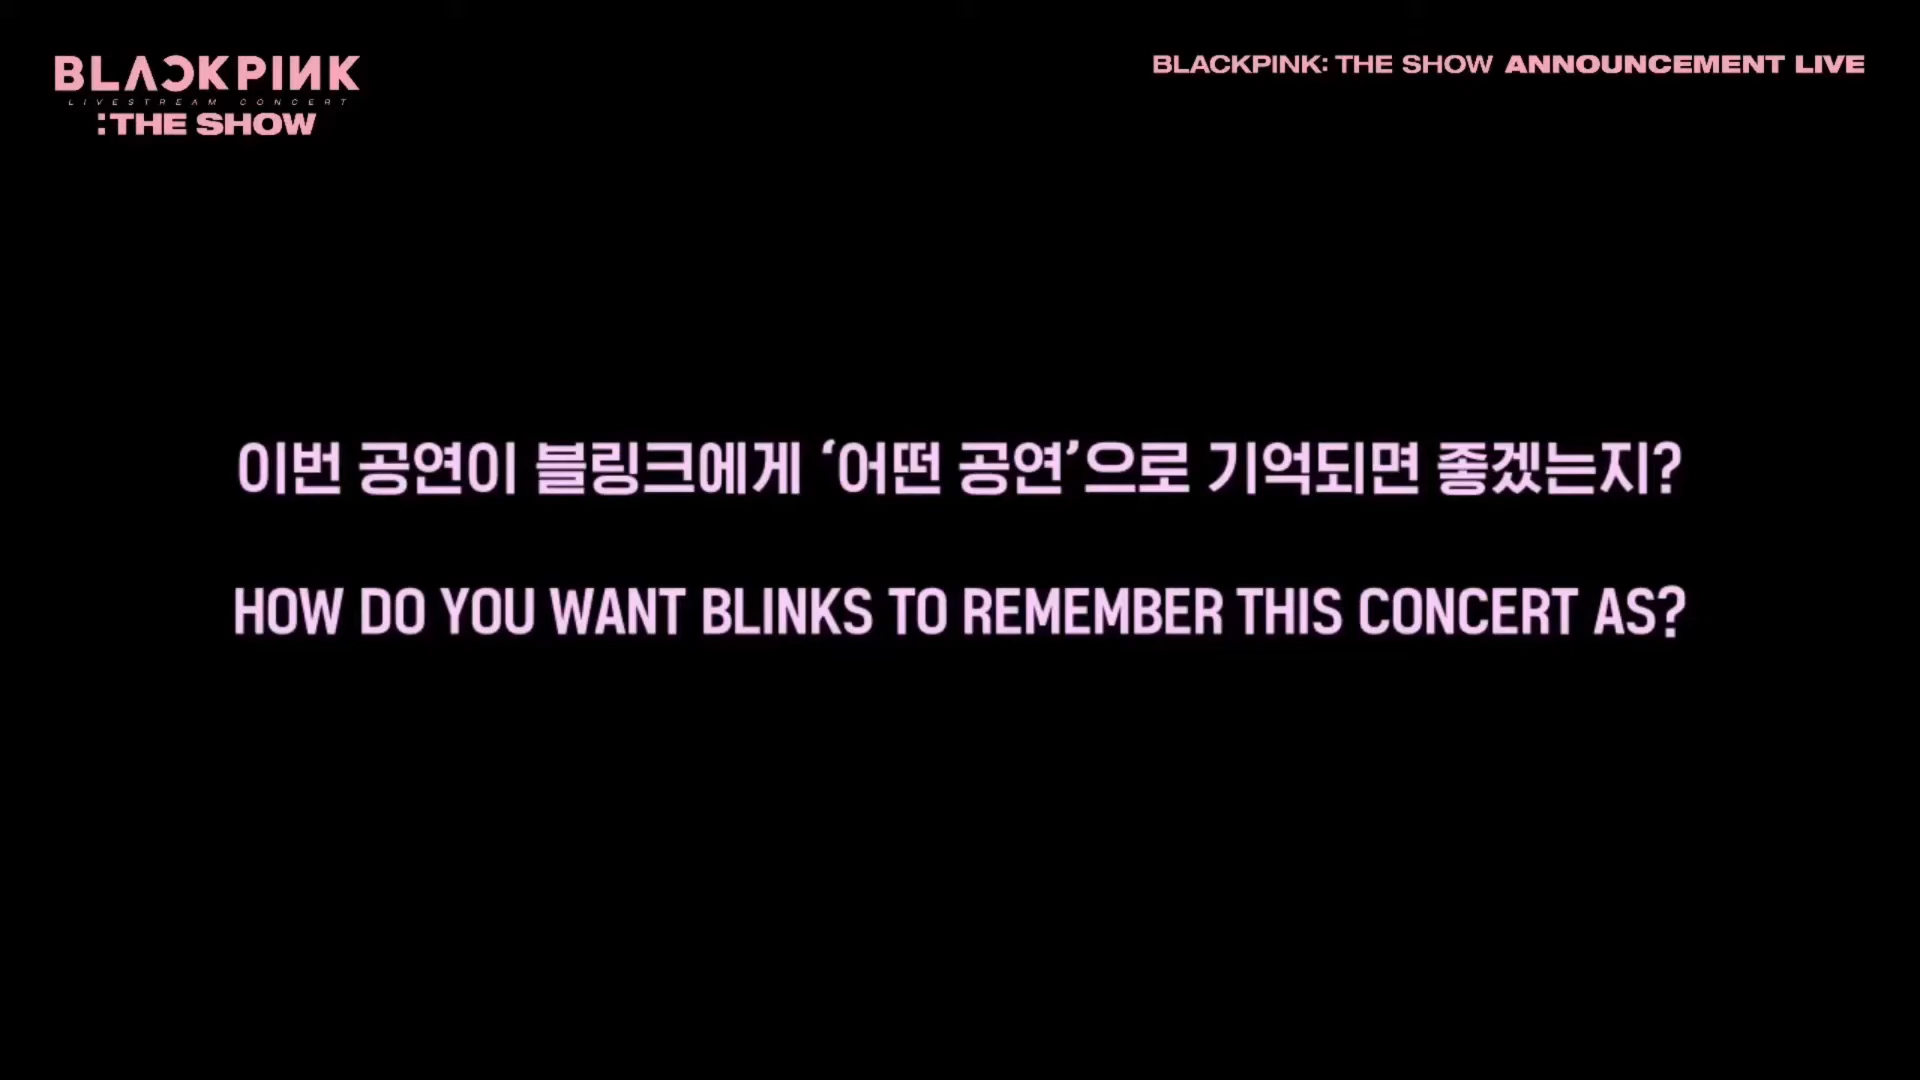 BLACKPINK
LIVESTREAM CONCERT
:THE SHOW
BLACKPINK: THE SHOW ANNOUNCEMENT LIVE
이번 공연이 블링크에게 ‘어떤 공연’으로 기억되면 좋겠는지?
HOW DO YOU WANT BLINKS TO REMEMBER THIS CONCERT AS?